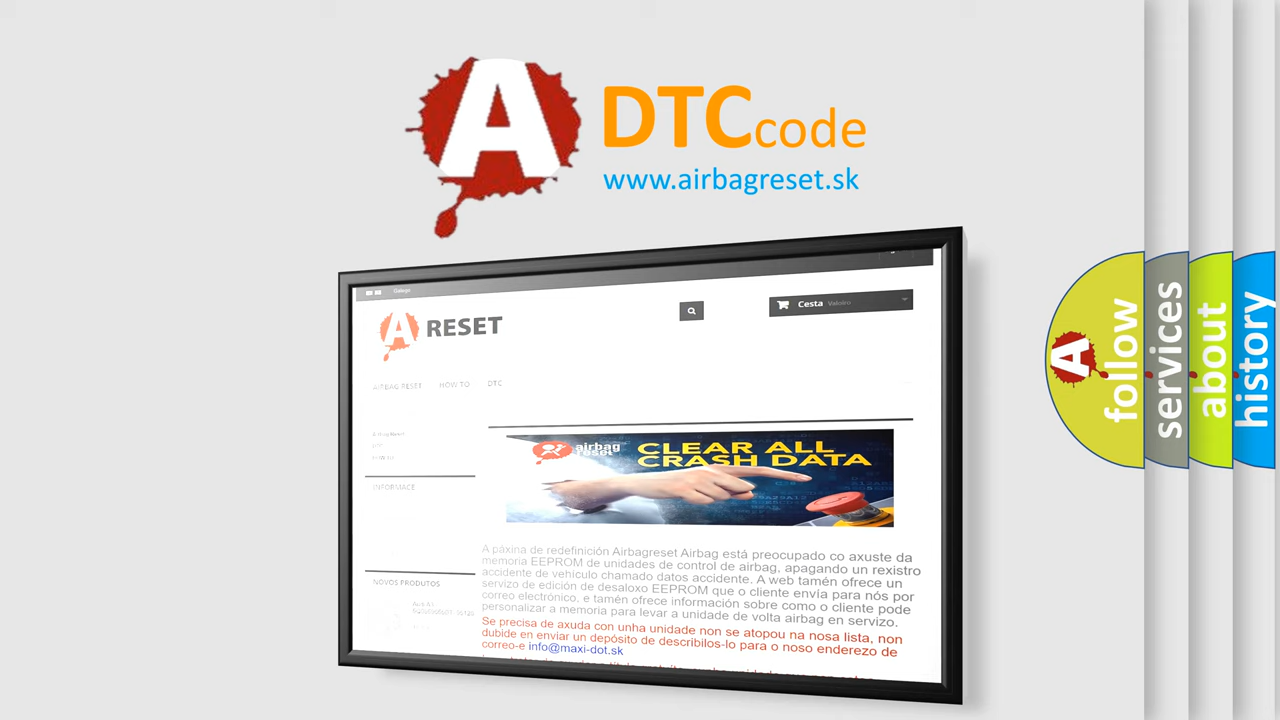 A
DTCcode
www.airbagreset.sk
Galego
A RESET
Cesta Valeiro
AIRBAG RESET HOW TO DTC
INFORMACE
NOVOS PRODUTOS
airbag
reset
CLEAR ALL
CRASH DATA
A páxina de redefinición Airbagreset Airbag está preocupado co axuste da
memoria EEPROM de unidades de control de airbag, apagando un rexistro
accidente de vehículo chamado datos accidente. A web tamén ofrece un
servizo de edición de desaloxo EEPROM que o cliente envía para nós por
correo electrónico, e tamén ofrece información sobre como o cliente pode
personalizar a memoria para levar a unidade de volta airbag en servizo.
Se precisa de axuda con unha unidade non se atopou na nosa lista, non
dubide en enviar un depósito de describilos-lo para o noso enderezo de
correo-e info@maxi-dot.sk
A
follow
services
about
history